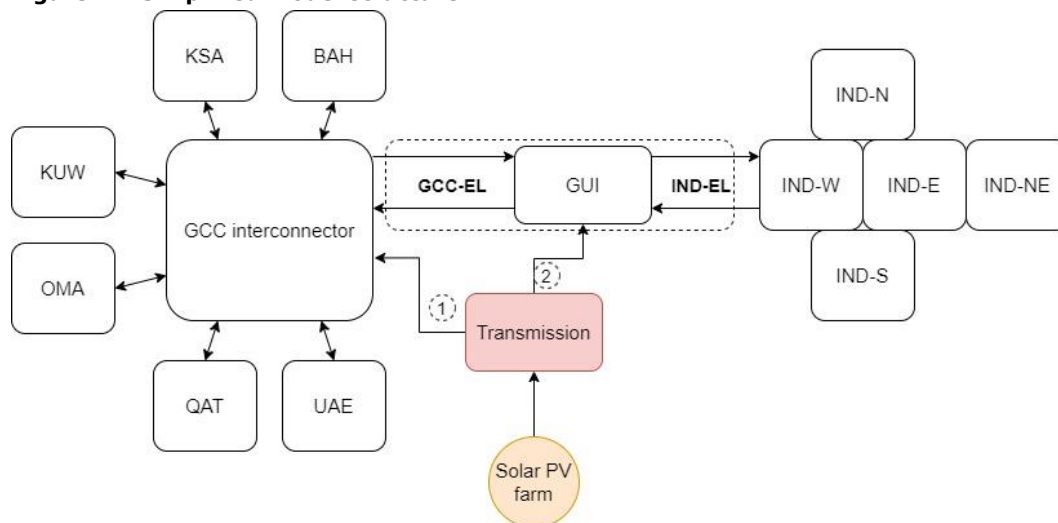 KSA
BAH
IND-N
KUW
GCC interconnector
GCC-EL
GUI
IND-EL
IND-W
IND-E
IND-NE
OMA
IND-S
1
2
Transmission
QAT
UAE
Solar PV
farm